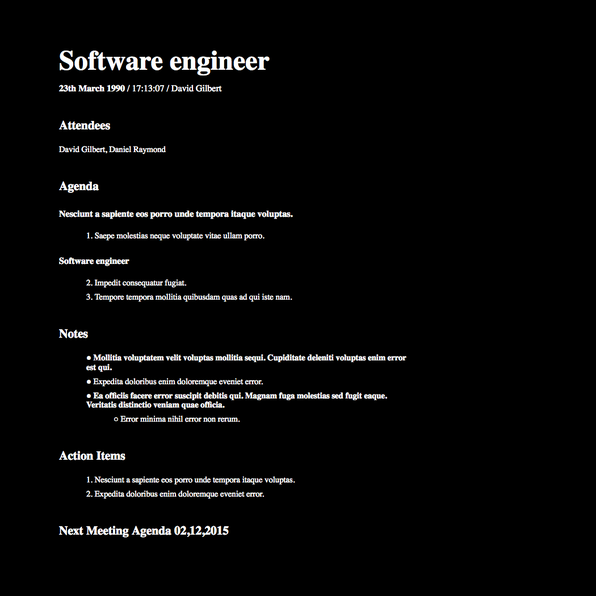 Software engineer
23th March 1990 / 17:13:07 / David Gilbert
Attendees
David Gilbert, Daniel Raymond
Agenda
Nesciunt a sapiente eos porro unde tempora itaque voluptas.
1. Saepe molestias neque voluptate vitae ullam porro.
Software engineer
2. Impedit consequatur fugiat.
3. Tempore tempora mollitia quibusdam quas ad qui iste nam.
Notes
● Mollitia voluptatem velit voluptas mollitia sequi. Cupiditate deleniti voluptas enim error
est qui.
● Expedita doloribus enim doloremque eveniet error.
● Ea officiis facere error suscipit debitis qui. Magnam fuga molestias sed fugit eaque.
Veritatis distinctio veniam quae officia.
○ Error minima nihil error non rerum.
Action Items
1. Nesciunt a sapiente eos porro unde tempora itaque voluptas.
2. Expedita doloribus enim doloremque eveniet error.
Next Meeting Agenda 02,12,2015